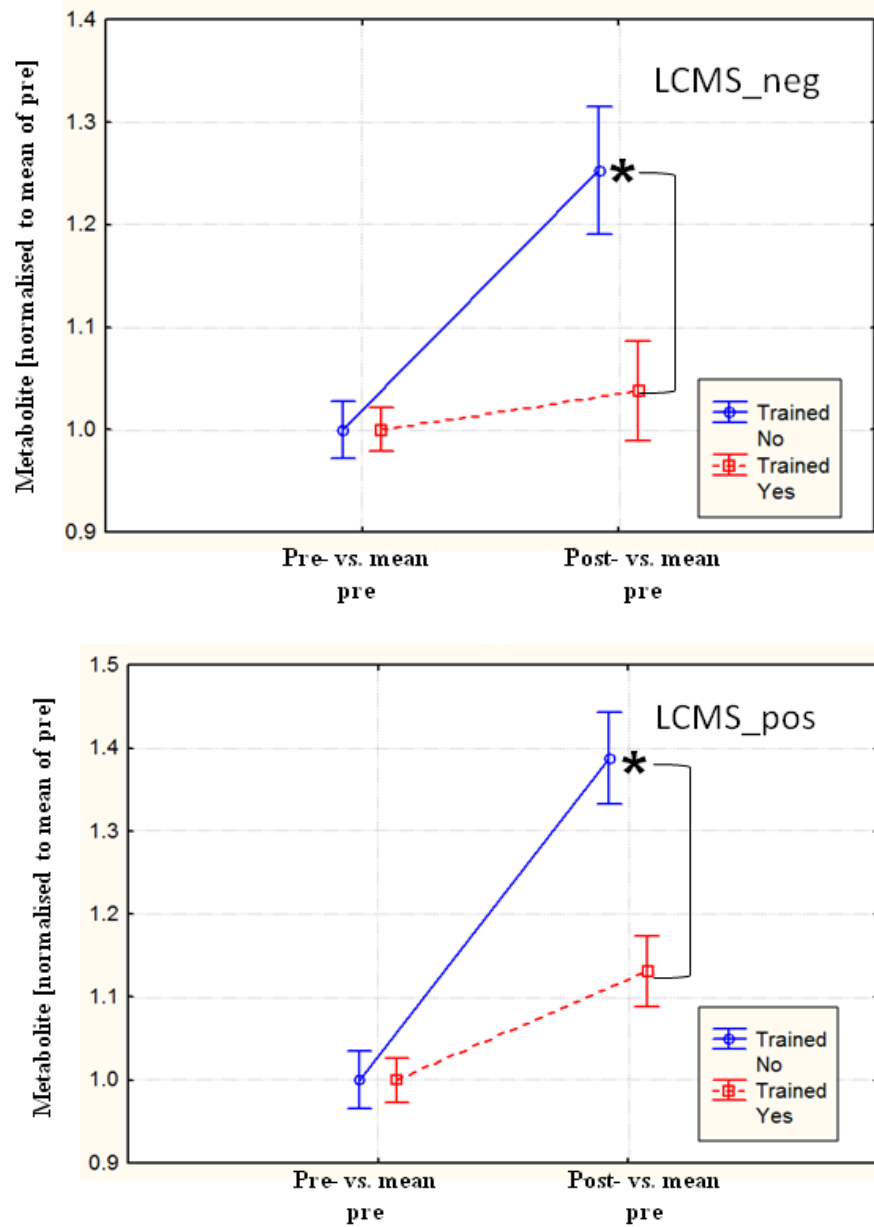 1.4
LCMS_neg
1.3
*
1.2
1.1
1.0
0.9
Metabolite [normalised to mean of pre]
Trained
No
Trained
Yes
Pre- vs. mean
pre
Post- vs. mean
pre
1.5
LCMS_pos
1.4
*
1.3
1.2
1.1
1.0
0.9
Metabolite [normalised to mean of pre]
Trained
No
Trained
Yes
Pre- vs. mean
pre
Post- vs. mean
pre